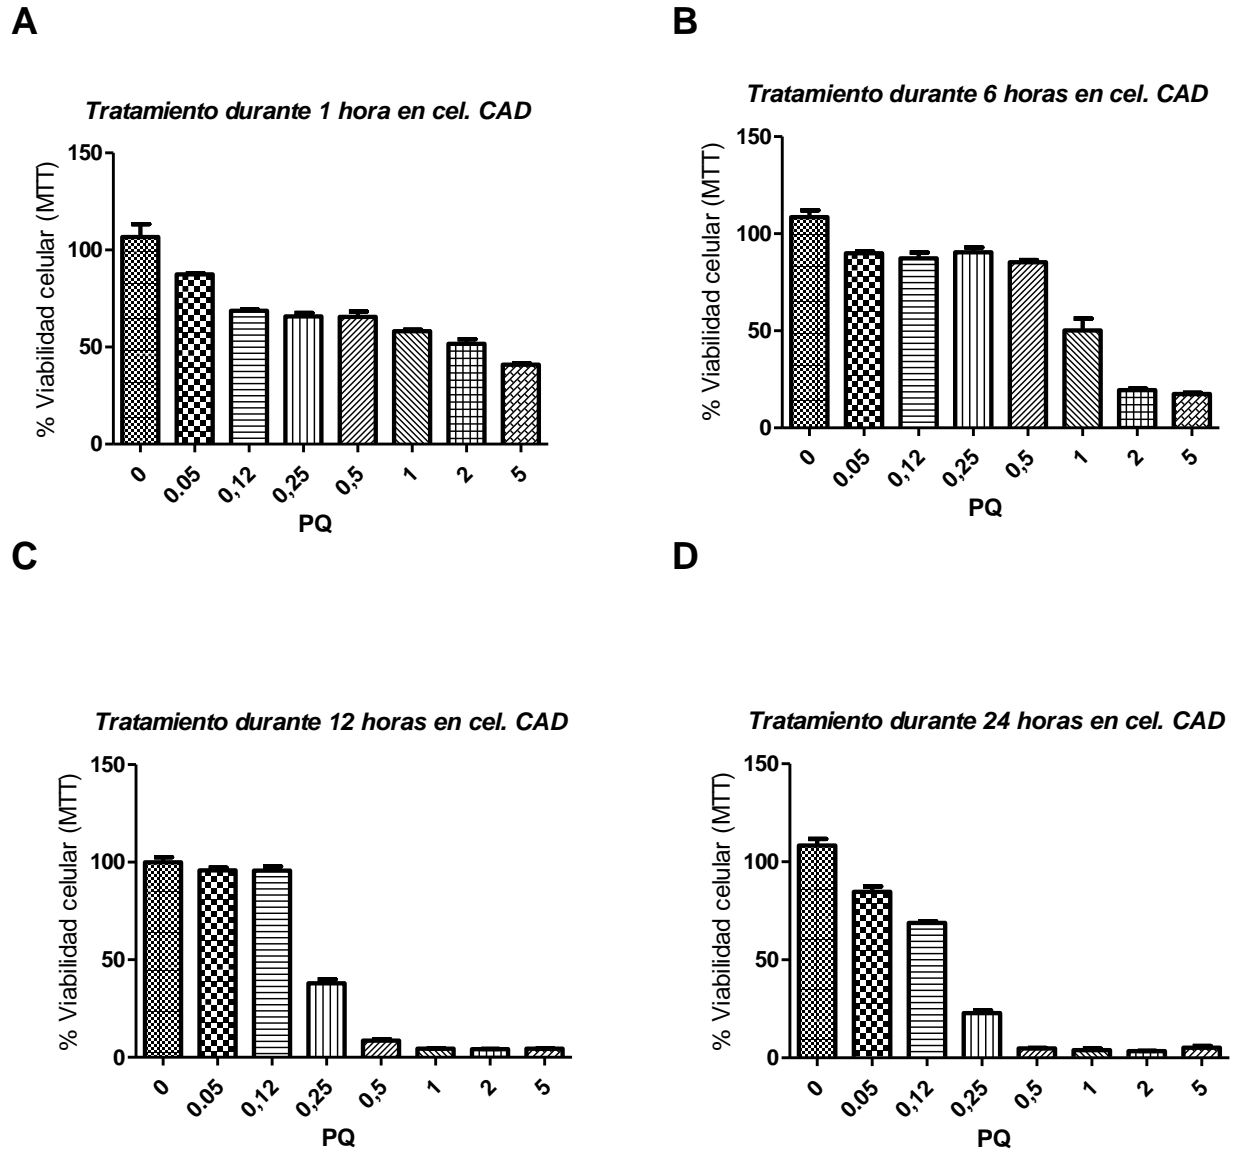 A
Tratamiento durante 1 hora en cel. CAD
% Viabilidad celular (MTT)
150
100
50
0
0 0.05 0,12 0,25 0,5 1 2 5
PQ
B
Tratamiento durante 6 horas en cel. CAD
% Viabilidad celular (MTT)
150
100
50
0
0 0.05 0,12 0,25 0,5 1 2 5
PQ
C
Tratamiento durante 12 horas en cel. CAD
% Viabilidad celular (MTT)
150
100
50
0
0 0.05 0,12 0,25 0,5 1 2 5
PQ
D
Tratamiento durante 24 horas en cel. CAD
% Viabilidad celular (MTT)
150
100
50
0
0 0.05 0,12 0,25 0,5 1 2 5
PQ